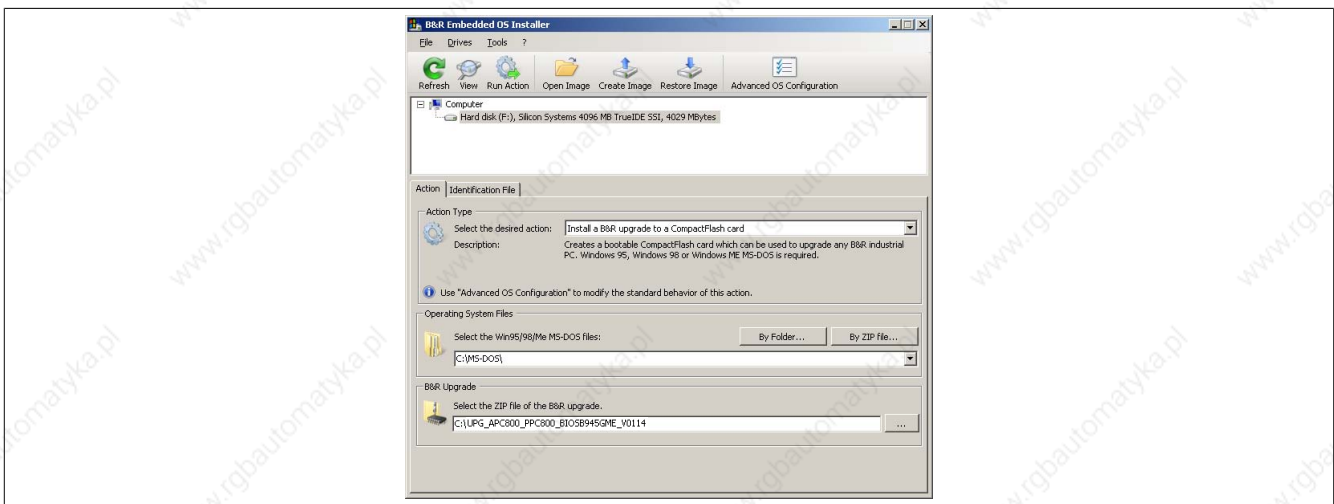 B&R Embedded OS Installer
File Drives Tools ?
Refresh View Run Action Open Image Create Image Restore Image Advanced OS Configuration
Computer
Hard disk (F:), Silicon Systems 4096 MB TrueIDE SSI, 4029 MBytes
Action Identification File
Action Type
Select the desired action: Install a B&R upgrade to a CompactFlash card
Description: Creates a bootable CompactFlash card which can be used to upgrade any B&R industrial
PC. Windows 95, Windows 98 or Windows ME MS-DOS is required.
Use "Advanced OS Configuration" to modify the standard behavior of this action.
Operating System Files
Select the Win95/98/Me MS-DOS files: By Folder... By ZIP file...
C:\MS-DOS\
B&R Upgrade
Select the ZIP file of the B&R upgrade.
C:\UPG_APC800_PPC800_BIOSB945GME_V0114 ...
www.rgbautomatyka.pl